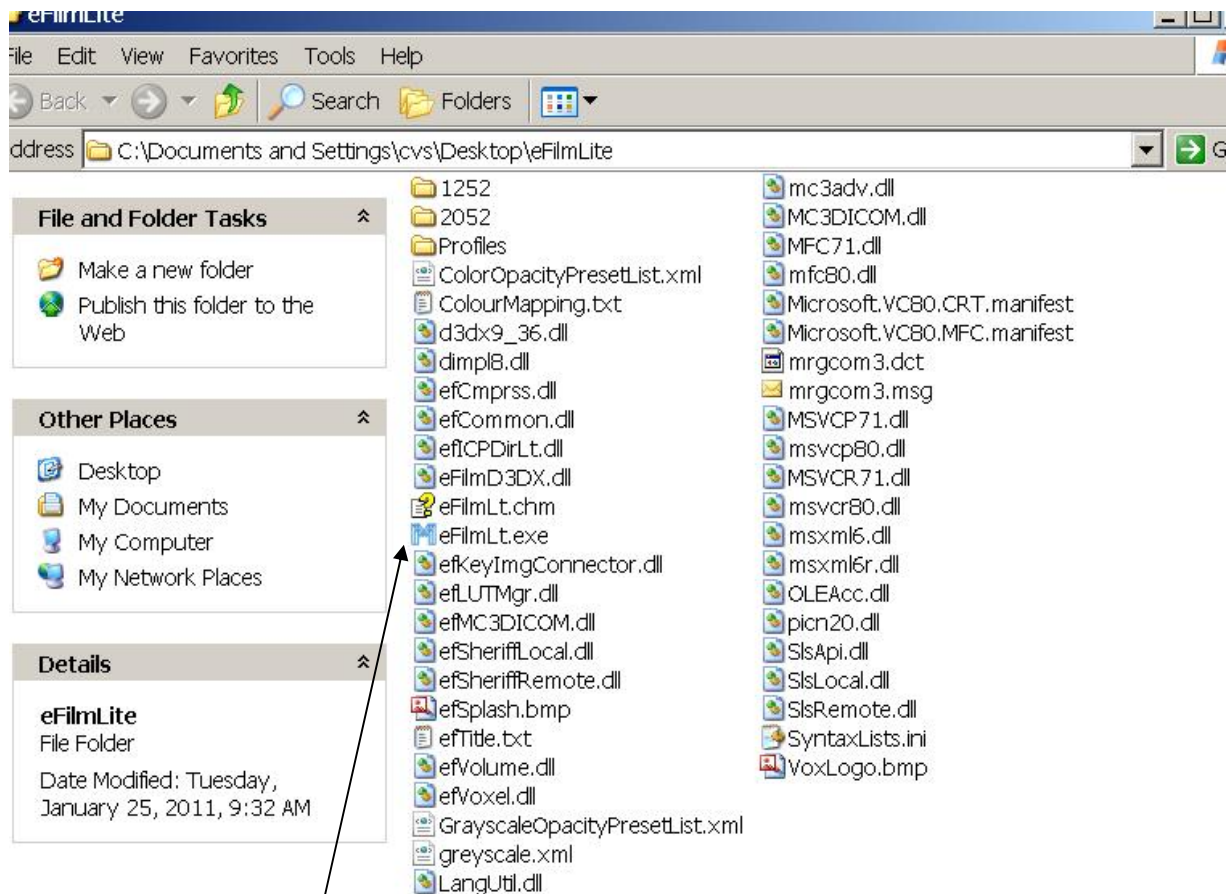 eFilmLite
File Edit View Favorites Tools Help
Back Search Folders
ddress C:\Documents and Settings\cvs\Desktop\eFilmLite G
File and Folder Tasks
Make a new folder
Publish this folder to the
Web
Other Places
Desktop
My Documents
My Computer
My Network Places
Details
eFilmLite
File Folder
Date Modified: Tuesday,
January 25, 2011, 9:32 AM
1252
2052
Profiles
ColorOpacityPresetList.xml
ColourMapping.txt
d3dx9_36.dll
dimpl8.dll
efCmprss.dll
efCommon.dll
efICPDirLt.dll
eFilmD3DX.dll
eFilmLt.chm
eFilmLt.exe
efKeyImgConnector.dll
efLUTMgr.dll
efMC3DICOM.dll
efSheriffLocal.dll
efSheriffRemote.dll
efSplash.bmp
efTitle.txt
efVolume.dll
efVoxel.dll
GrayscaleOpacityPresetList.xml
greyscale.xml
LangUtil.dll
mc3adv.dll
MC3DICOM.dll
MFC71.dll
mfc80.dll
Microsoft.VC80.CRT.manifest
Microsoft.VC80.MFC.manifest
mrgcom3.dct
mrgcom3.msg
MSVCP71.dll
msvcp80.dll
MSVCR71.dll
msvcr80.dll
msxml6.dll
msxml6r.dll
OLEAcc.dll
picn20.dll
SlsApi.dll
SlsLocal.dll
SlsRemote.dll
SyntaxLists.ini
VoxLogo.bmp